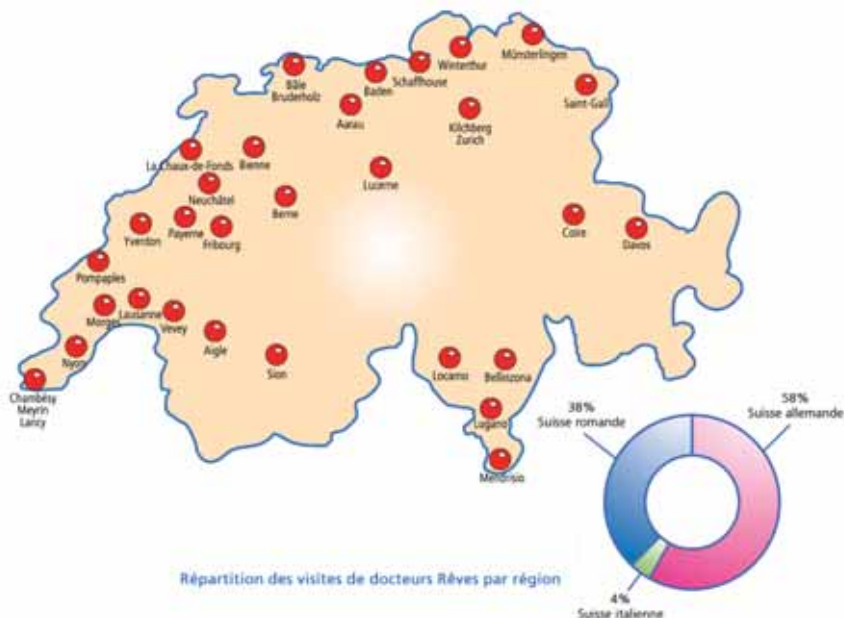 Bâle
Bruderholz
Baden
Schaffhouse
Winterthur
Münsterlingen
Saint-Gall
Aarau
Kilchberg
Zurich
La Chaux-de-Fonds
Bienne
Lucerne
Neuchâtel
Berne
Yverdon
Payerne
Fribourg
Coire
Davos
Pompaples
Morges
Lausanne
Vevey
Aigle
Nyon
Sion
Locarno
Bellinzona
Chambésy
Meyrin
Lancy
Lugano
Mendrisio
38%
Suisse romande
58%
Suisse allemande
4%
Suisse italienne
Répartition des visites de docteurs Rêves par région